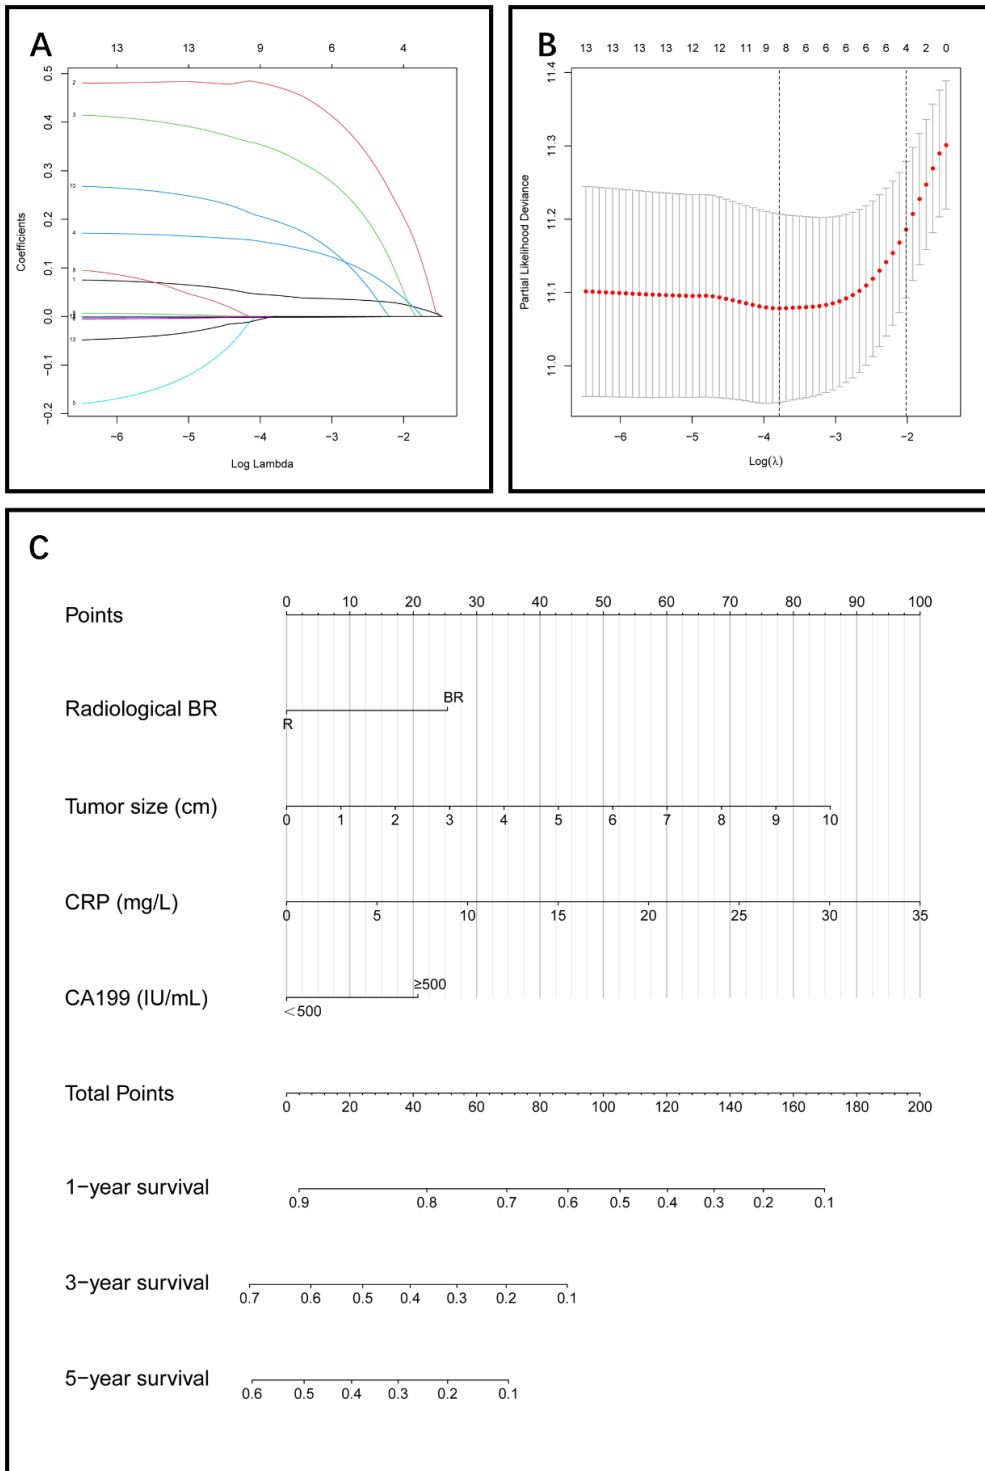 A
13 13 9 6 4
0.5
0.4
0.3
0.2
0.1
0.0
−0.1
−0.2
Coefficients
2
3
10
4
8
1
13
5
−6 −5 −4 −3 −2
Log Lambda
B
13 13 13 13 12 12 11 9 8 6 6 6 6 6 4 2 0
11.4
11.3
11.2
11.1
11.0
Partial Likelihood Deviance
−6 −5 −4 −3 −2
Log(λ)
C
Points
0 10 20 30 40 50 60 70 80 90 100
Radiological BR
BR
R
Tumor size (cm)
0 1 2 3 4 5 6 7 8 9 10
CRP (mg/L)
0 5 10 15 20 25 30 35
CA199 (IU/mL)
≥500
<500
Total Points
0 20 40 60 80 100 120 140 160 180 200
1−year survival
0.9 0.8 0.7 0.6 0.5 0.4 0.3 0.2 0.1
3−year survival
0.7 0.6 0.5 0.4 0.3 0.2 0.1
5−year survival
0.6 0.5 0.4 0.3 0.2 0.1